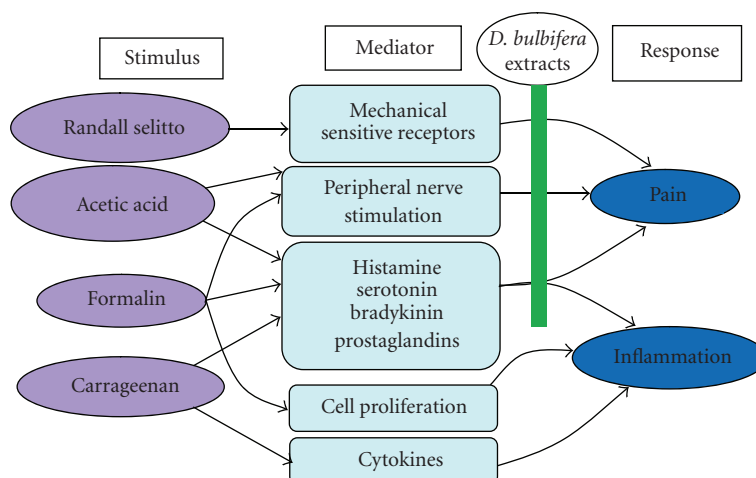 Stimulus
Mediator
D. bulbifera
extracts
Response
Randall selitto
Mechanical
sensitive receptors
Acetic acid
Peripheral nerve
stimulation
Pain
Formalin
Histamine
serotonin
bradykinin
prostaglandins
Inflammation
Carrageenan
Cell proliferation
Cytokines